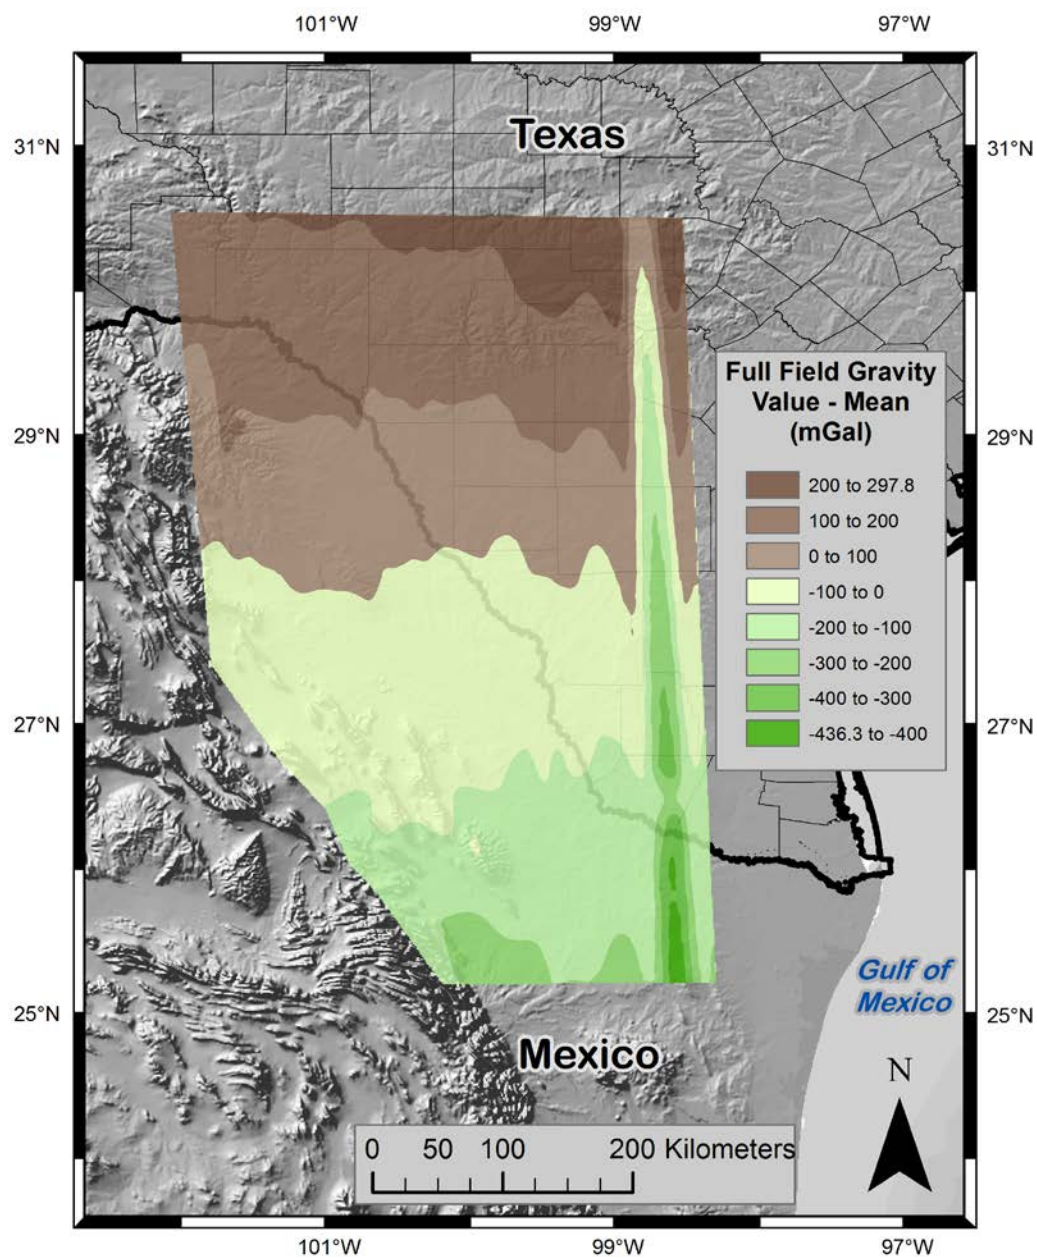 101°W 99°W 97°W
Texas
31°N 31°N
Full Field Gravity
Value - Mean
(mGal)
29°N 29°N
200 to 297.8
100 to 200
0 to 100
-100 to 0
-200 to -100
-300 to -200
-400 to -300
-436.3 to -400
27°N 27°N
Gulf of
Mexico
25°N 25°N
Mexico
N
0 50 100 200 Kilometers
101°W 99°W 97°W